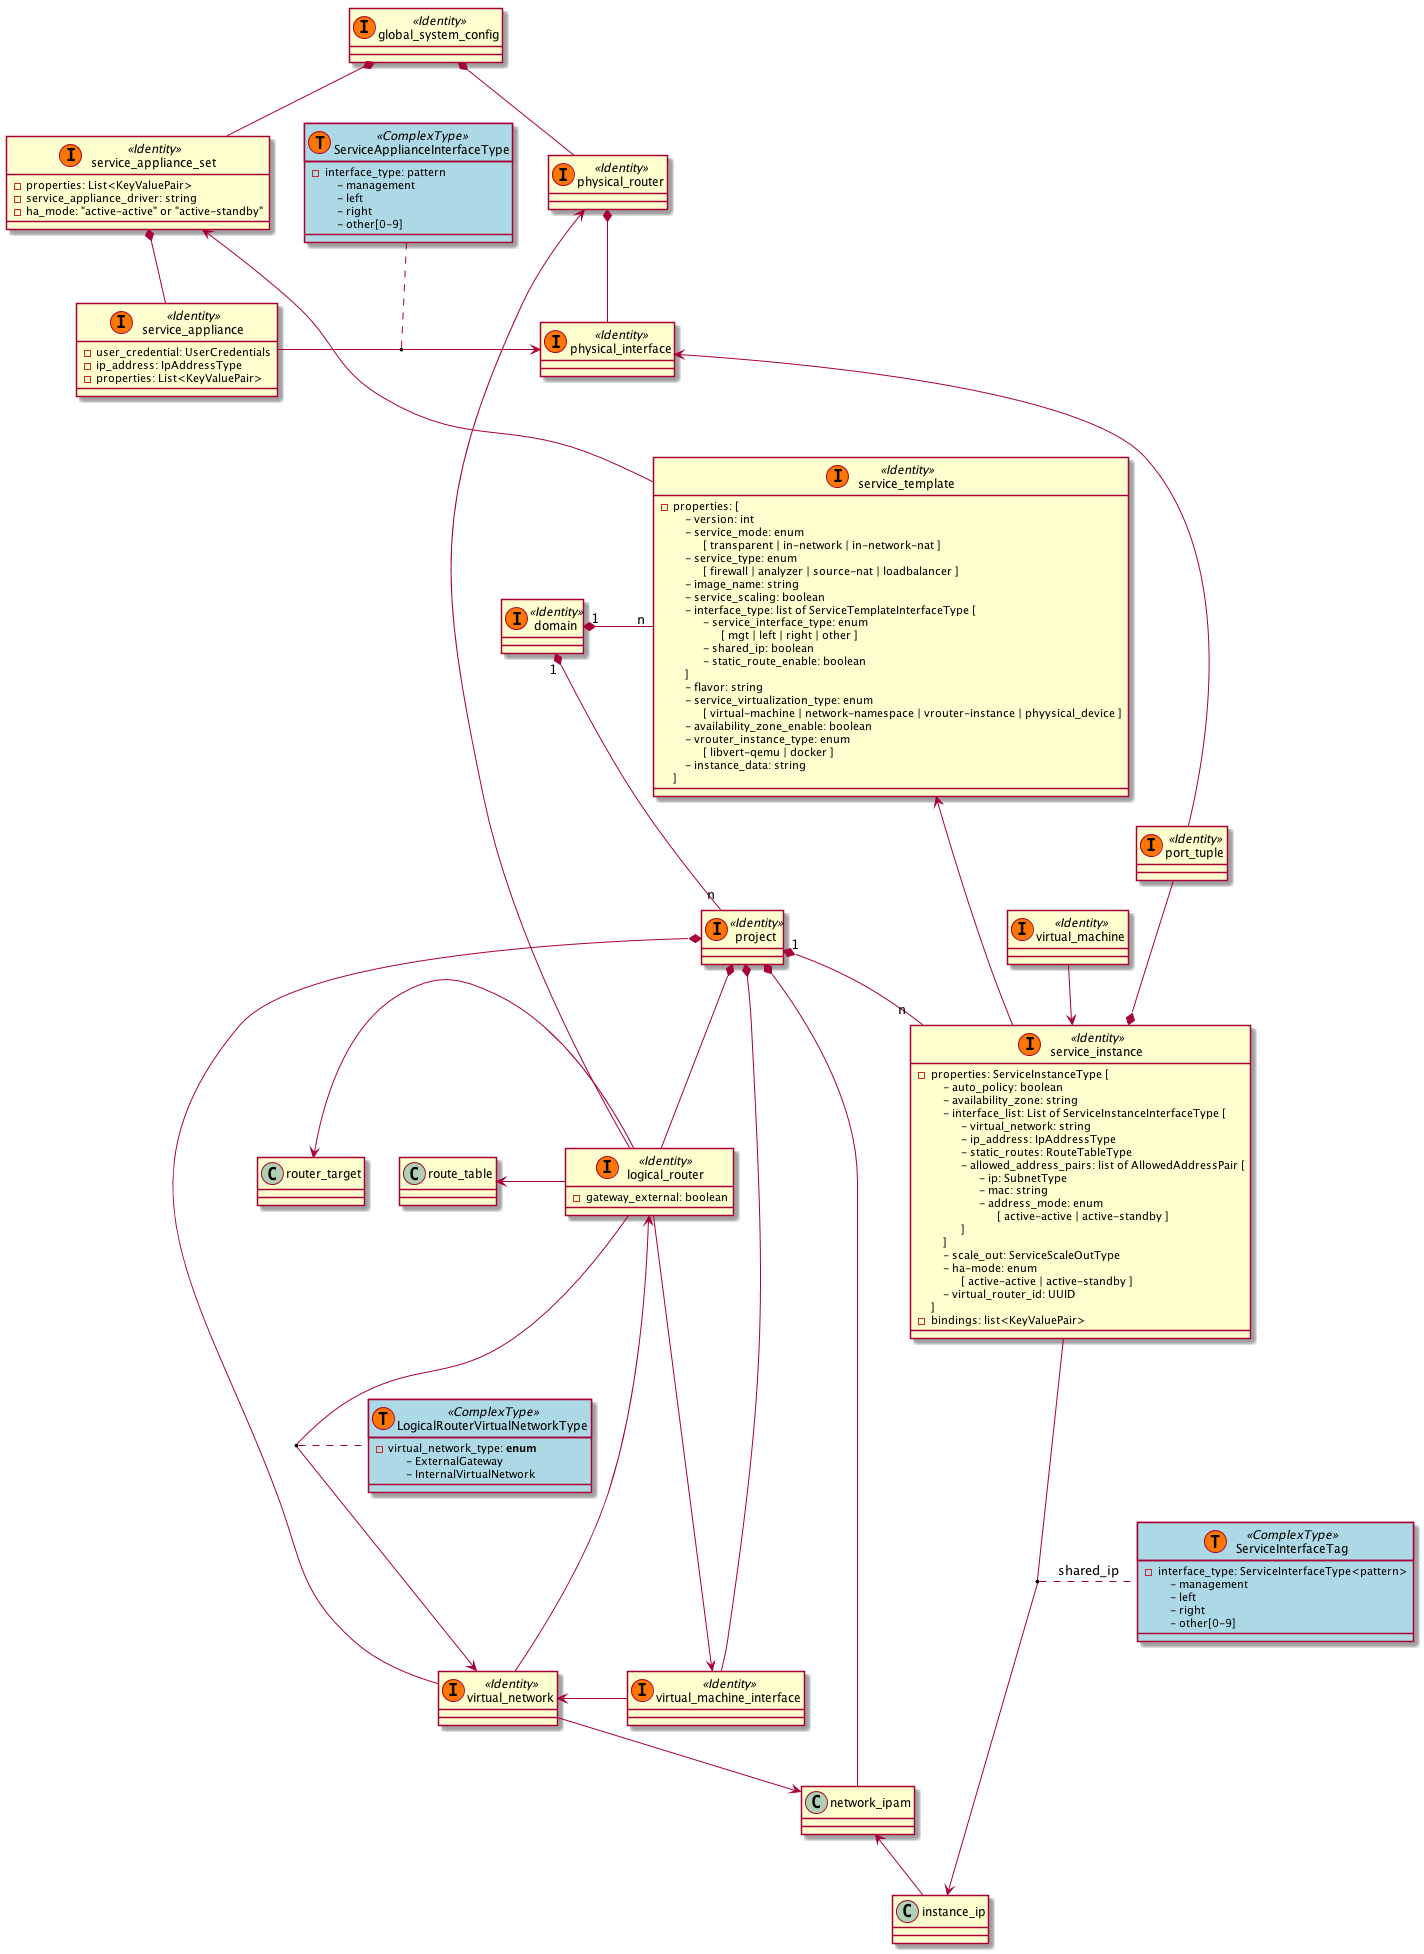 I
«Identity»
global_system_config
I
«Identity»
service_appliance_set
properties: List<KeyValuePair>
service_appliance_driver: string
ha_mode: "active-active" or "active-standby"
T
«ComplexType»
ServiceApplianceInterfaceType
interface_type: pattern
- management
- left
- right
- other[0-9]
I
«Identity»
physical_router
I
«Identity»
service_appliance
user_credential: UserCredentials
ip_address: IpAddressType
properties: List<KeyValuePair>
I
«Identity»
physical_interface
I
«Identity»
service_template
properties: [
- version: int
- service_mode: enum
[ transparent | in-network | in-network-nat ]
- service_type: enum
[ firewall | analyzer | source-nat | loadbalancer ]
- image_name: string
- service_scaling: boolean
- interface_type: list of ServiceTemplateInterfaceType [
- service_interface_type: enum
[ mgt | left | right | other ]
- shared_ip: boolean
- static_route_enable: boolean
]
- flavor: string
- service_virtualization_type: enum
[ virtual-machine | network-namespace | vrouter-instance | phyysical_device ]
- availability_zone_enable: boolean
- vrouter_instance_type: enum
[ libvert-qemu | docker ]
- instance_data: string
]
I
«Identity»
domain
1
n
1
n
I
«Identity»
port_tuple
I
«Identity»
project
1
n
I
«Identity»
virtual_machine
I
«Identity»
service_instance
properties: ServiceInstanceType [
- auto_policy: boolean
- availability_zone: string
- interface_list: List of ServiceInstanceInterfaceType [
- virtual_network: string
- ip_address: IpAddressType
- static_routes: RouteTableType
- allowed_address_pairs: list of AllowedAddressPair [
- ip: SubnetType
- mac: string
- address_mode: enum
[ active-active | active-standby ]
]
]
- scale_out: ServiceScaleOutType
- ha-mode: enum
[ active-active | active-standby ]
- virtual_router_id: UUID
]
bindings: list<KeyValuePair>
C
router_target
C
route_table
I
«Identity»
logical_router
gateway_external: boolean
T
«ComplexType»
LogicalRouterVirtualNetworkType
virtual_network_type: enum
- ExternalGateway
- InternalVirtualNetwork
shared_ip
T
«ComplexType»
ServiceInterfaceTag
interface_type: ServiceInterfaceType<pattern>
- management
- left
- right
- other[0-9]
I
«Identity»
virtual_network
I
«Identity»
virtual_machine_interface
C
network_ipam
C
instance_ip